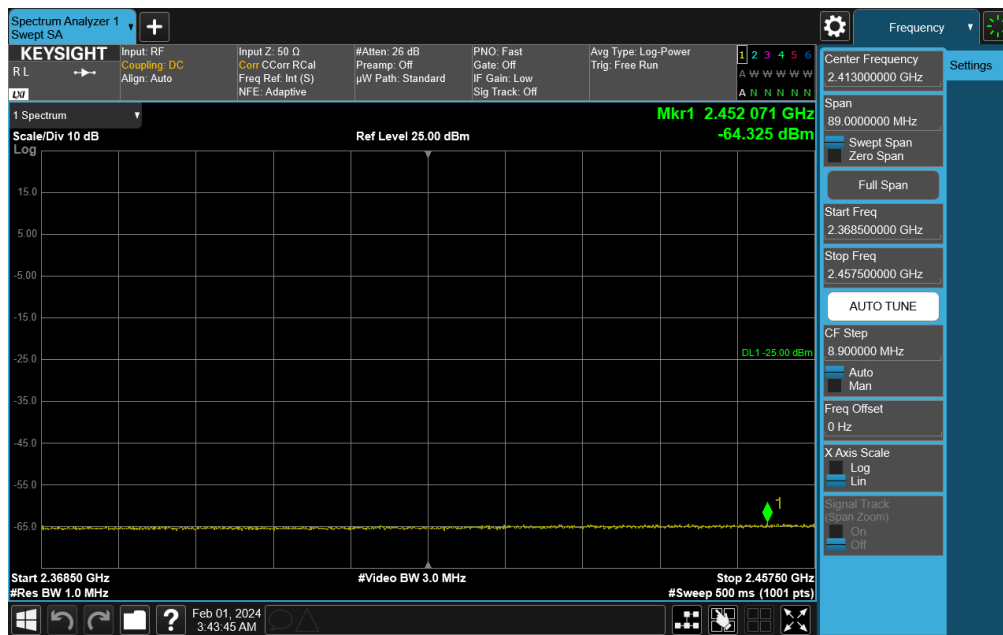 Spectrum Analyzer 1
Swept SA
Frequency
KEYSIGHT
R L
LXI
Input: RF
Coupling: DC
Align: Auto
Input Z: 50 Ω
Corr CCorr RCal
Freq Ref: Int (S)
NFE: Adaptive
#Atten: 26 dB
Preamp: Off
µW Path: Standard
PNO: Fast
Gate: Off
IF Gain: Low
Sig Track: Off
Avg Type: Log-Power
Trig: Free Run
1 2 3 4 5 6
A W W W W W
A N N N N N
1 Spectrum
Scale/Div 10 dB
Log
Ref Level 25.00 dBm
Mkr1 2.452 071 GHz
-64.325 dBm
15.0
5.00
-5.00
-15.0
-25.0
-35.0
-45.0
-55.0
-65.0
DL1 -25.00 dBm
1
Start 2.36850 GHz
#Res BW 1.0 MHz
#Video BW 3.0 MHz
Stop 2.45750 GHz
#Sweep 500 ms (1001 pts)
Feb 01, 2024
3:43:45 AM
Center Frequency
2.413000000 GHz
Settings
Span
89.0000000 MHz
Swept Span
Zero Span
Full Span
Start Freq
2.368500000 GHz
Stop Freq
2.457500000 GHz
AUTO TUNE
CF Step
8.900000 MHz
Auto
Man
Freq Offset
0 Hz
X Axis Scale
Log
Lin
Signal Track
(Span Zoom)
On
Off